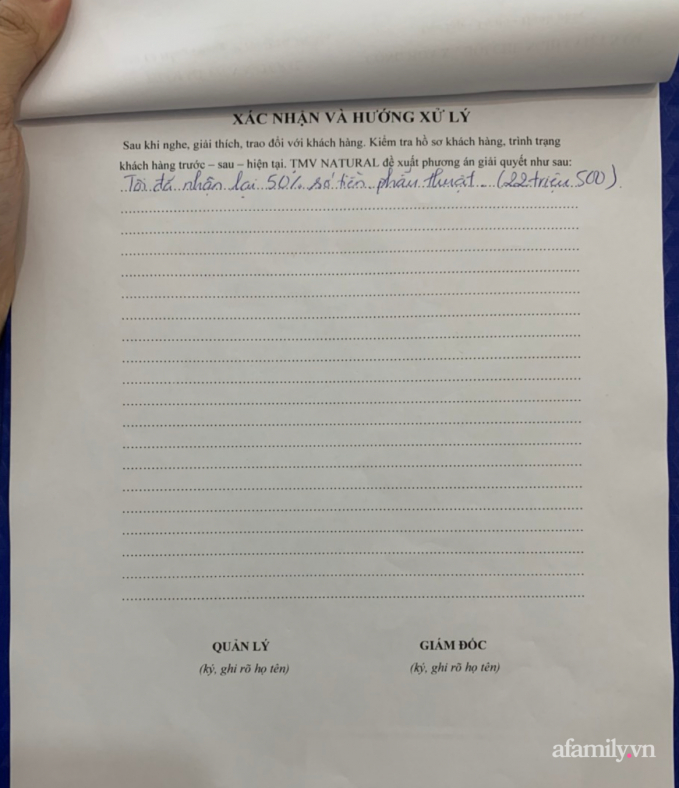 XÁC NHẬN VÀ HƯỚNG XỬ LÝ
Sau khi nghe, giải thích, trao đổi với khách hàng. Kiểm tra hồ sơ khách hàng, trình trạng
khách hàng trước – sau – hiện tại. TMV NATURAL đề xuất phương án giải quyết như sau:
Tôi đã nhận lại 50% số tiền phẫu thuật (22 triệu 500)
QUẢN LÝ GIÁM ĐỐC
(ký, ghi rõ họ tên) (ký, ghi rõ họ tên)
afamily.vn